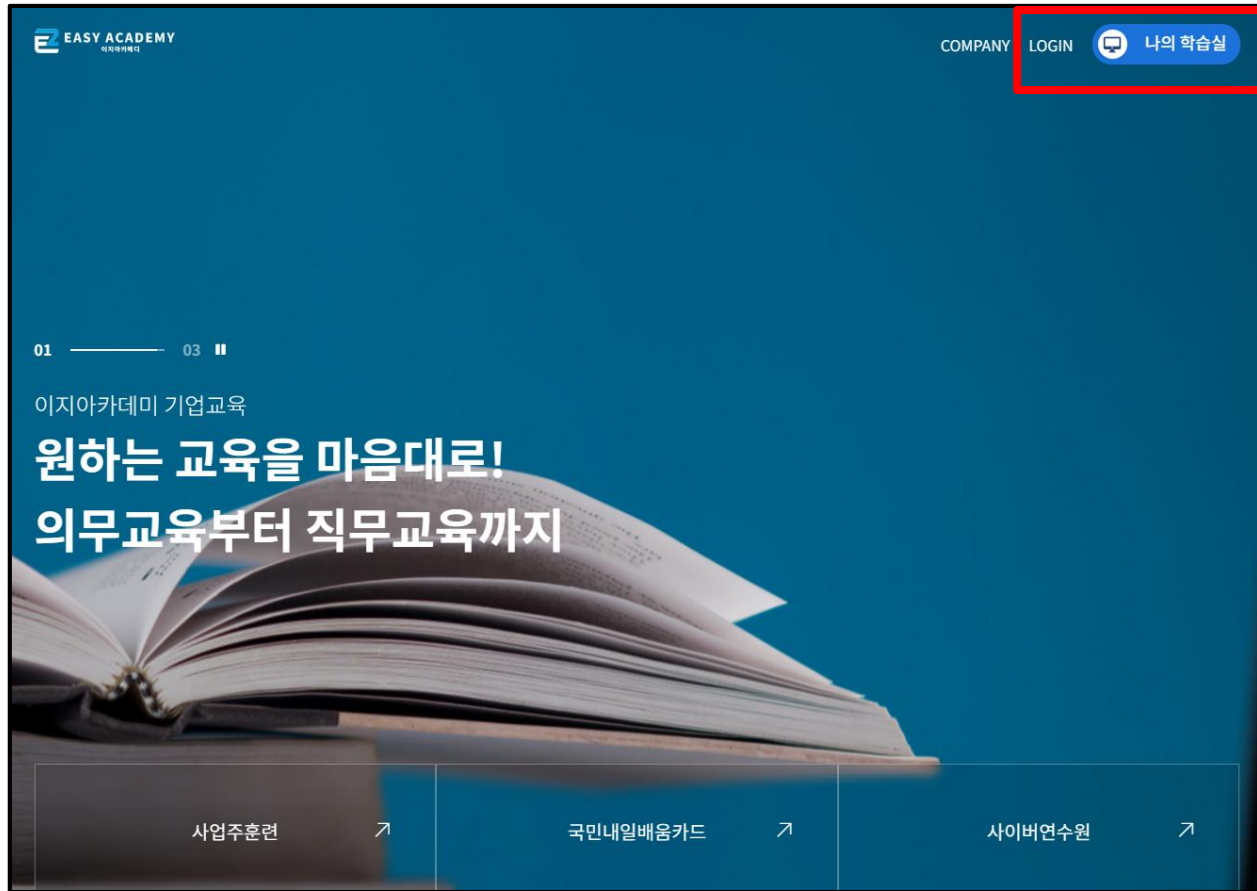 EASY ACADEMY
이지아카데미
COMPANY LOGIN 나의 학습실
01 03
이지아카데미 기업교육
원하는 교육을 마음대로!
의무교육부터 직무교육까지
사업주훈련 국민내일배움카드 사이버연수원